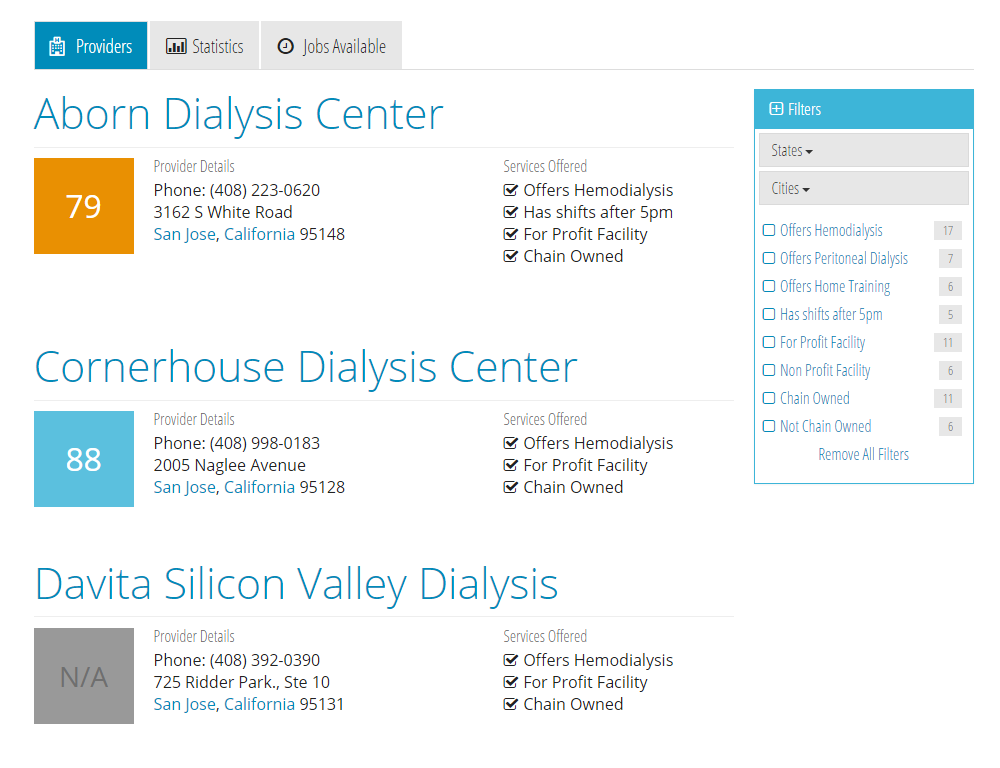 Providers
Statistics
Jobs Available
Aborn Dialysis Center
79
Provider Details
Phone: (408) 223-0620
3162 S White Road
San Jose, California 95148
Services Offered
Offers Hemodialysis
Has shifts after 5pm
For Profit Facility
Chain Owned
Cornerhouse Dialysis Center
88
Provider Details
Phone: (408) 998-0183
2005 Naglee Avenue
San Jose, California 95128
Services Offered
Offers Hemodialysis
For Profit Facility
Chain Owned
Davita Silicon Valley Dialysis
N/A
Provider Details
Phone: (408) 392-0390
725 Ridder Park., Ste 10
San Jose, California 95131
Services Offered
Offers Hemodialysis
For Profit Facility
Chain Owned
Filters
States
Cities
Offers Hemodialysis 17
Offers Peritoneal Dialysis 7
Offers Home Training 6
Has shifts after 5pm 5
For Profit Facility 11
Non Profit Facility 6
Chain Owned 11
Not Chain Owned 6
Remove All Filters